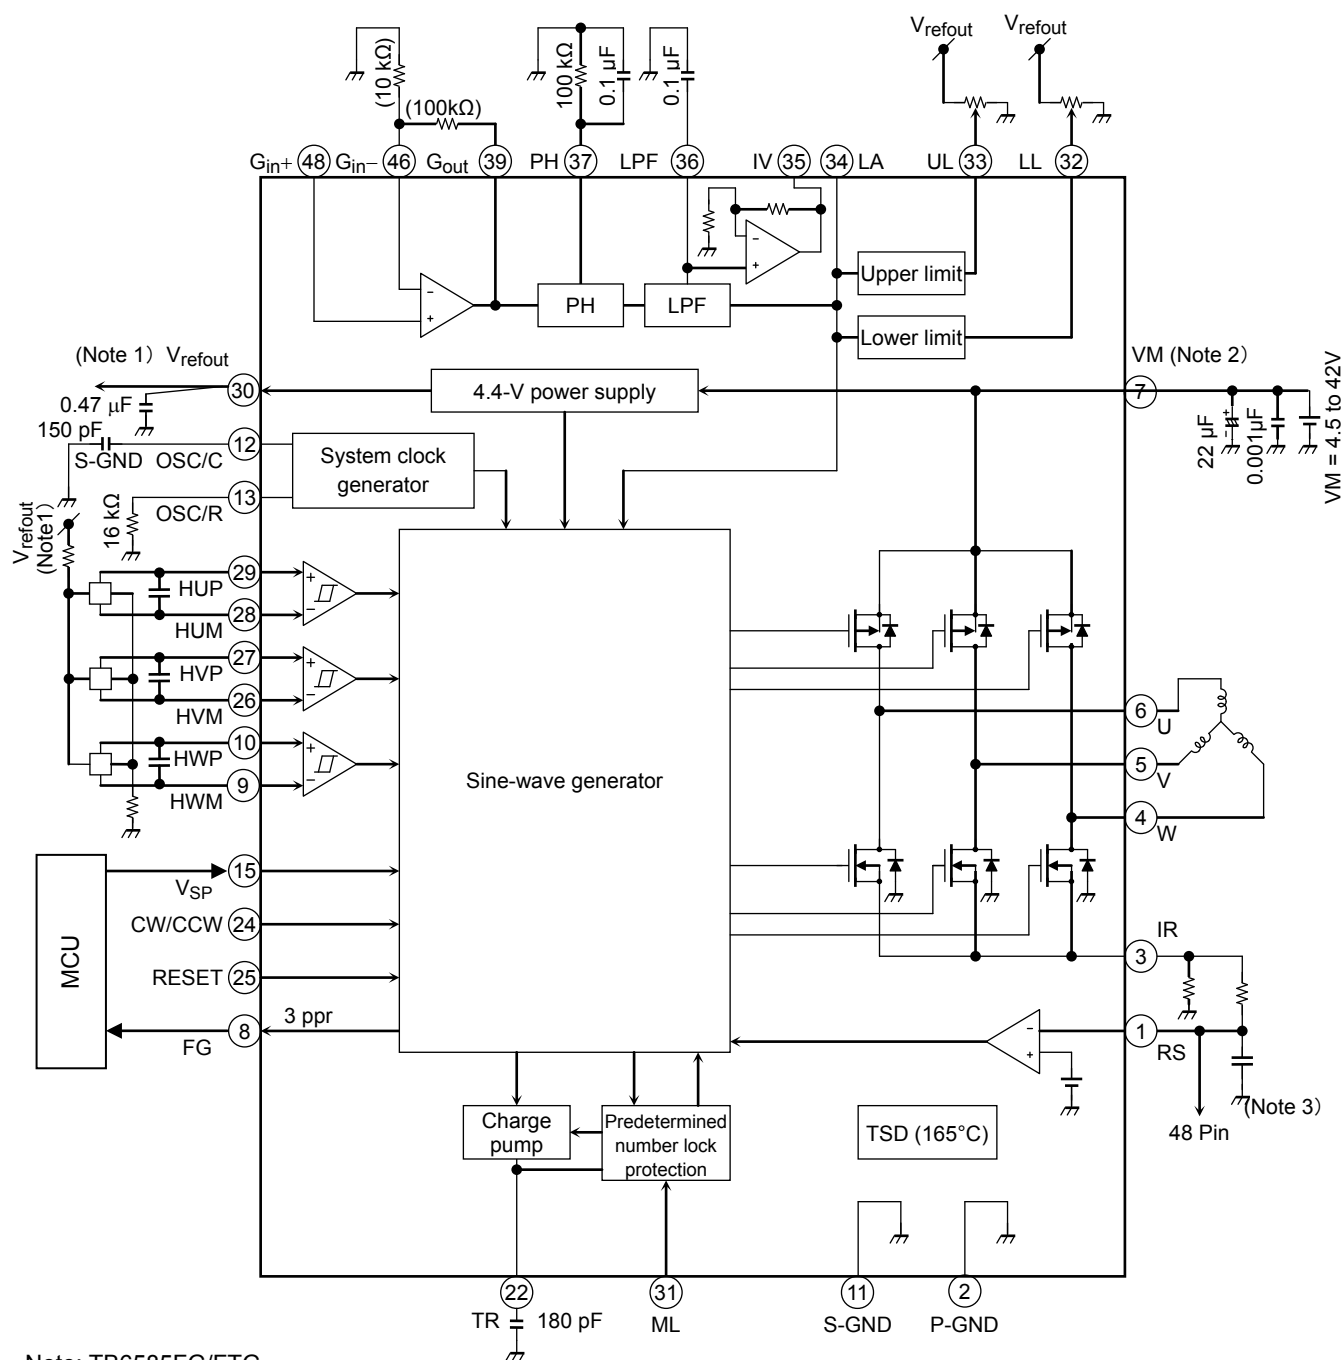 Vrefout
Vrefout
(10 kΩ)
(100kΩ)
100 kΩ
0.1 µF
0.1 µF
Gin+ 48
Gin− 46
Gout 39
PH 37
LPF 36
IV 35
34 LA
UL 33
LL 32
Upper limit
PH
LPF
Lower limit
(Note 1) Vrefout
30
4.4-V power supply
VM (Note 2)
7
0.47 µF
150 pF
S-GND
OSC/C
12
System clock
generator
22 µF
0.001µF
VM = 4.5 to 42V
13
OSC/R
16 kΩ
Vrefout
(Note1)
29
HUP
28
HUM
27
HVP
26
HVM
10
HWP
9
HWM
Sine-wave generator
6
U
5
V
4
W
MCU
15
VSP
CW/CCW 24
RESET 25
8
FG
3 ppr
IR
3
1
RS
(Note 3)
48 Pin
Charge
pump
Predetermined
number lock
protection
TSD (165°C)
22
TR
180 pF
31
ML
11
S-GND
2
P-GND